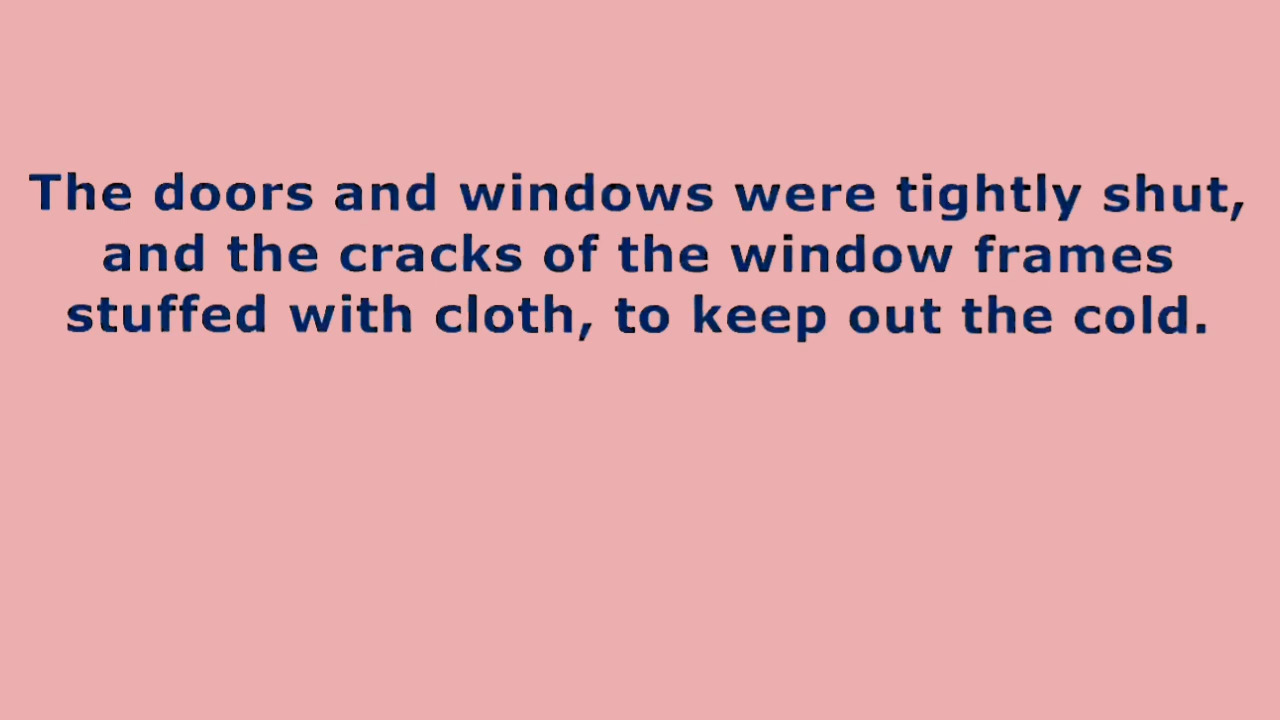 The doors and windows were tightly shut,
and the cracks of the window frames
stuffed with cloth, to keep out the cold.